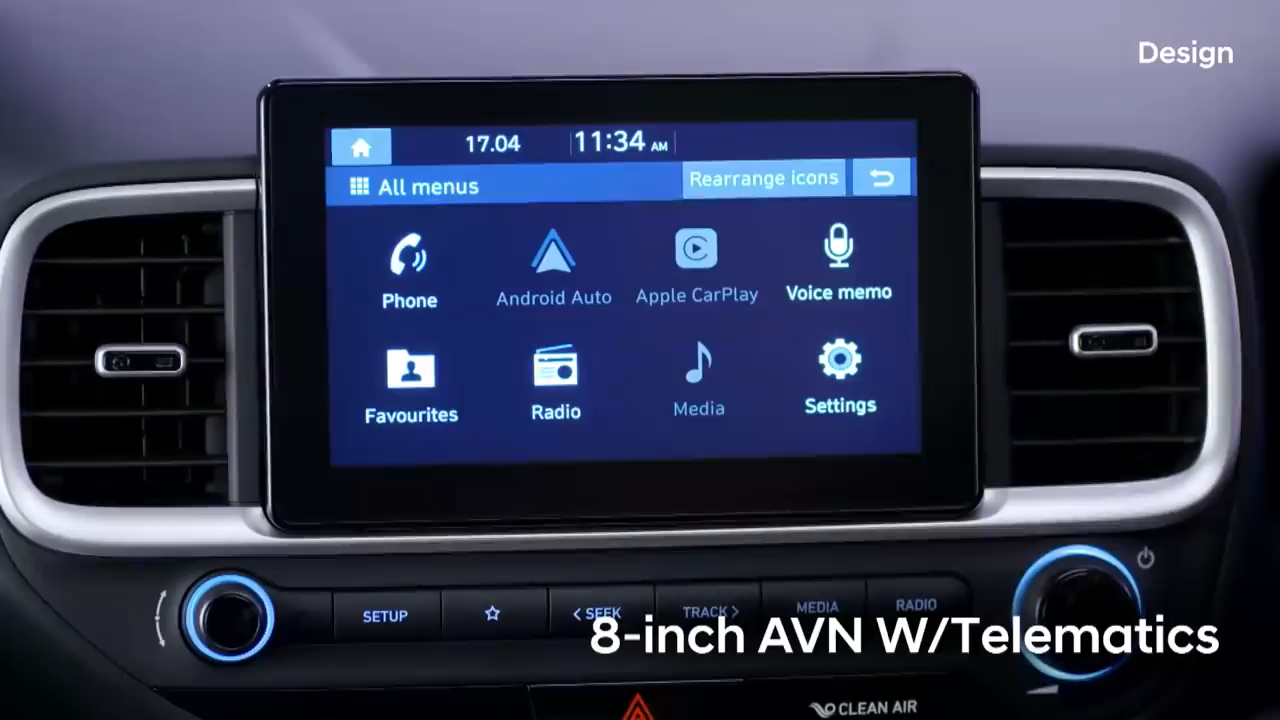 Design
17.04 11:34 AM
All menus Rearrange icons
Phone Android Auto Apple CarPlay Voice memo
Favourites Radio Media Settings
SETUP SEEK TRACK MEDIA RADIO
8-inch AVN W/Telematics
CLEAN AIR